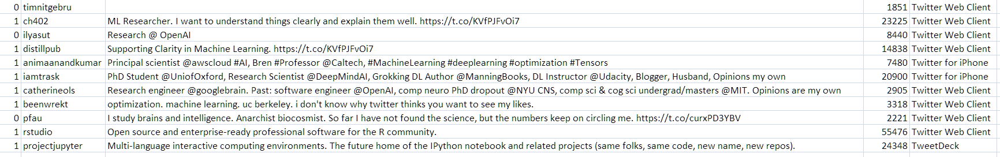 0 timnitgebru 1851 Twitter Web Client
1 ch402 ML Researcher. I want to understand things clearly and explain them well. https://t.co/KVfPJFvOi7 23225 Twitter Web Client
0 ilyasut Research @ OpenAI 8440 Twitter Web Client
1 distillpub Supporting Clarity in Machine Learning. https://t.co/KVfPJFvOi7 14838 Twitter Web Client
1 animaanandkumar Principal scientist @awscloud #AI, Bren #Professor @Caltech, #MachineLearning #deeplearning #optimization #Tensors 7480 Twitter for iPhone
1 iamtrask PhD Student @UniofOxford, Research Scientist @DeepMindAI, Grokking DL Author @ManningBooks, DL Instructor @Udacity, Blogger, Husband, Opinions my own 20900 Twitter for iPhone
1 catherineols Research engineer @googlebrain. Past: software engineer @OpenAI, comp neuro PhD dropout @NYU CNS, comp sci & cog sci undergrad/masters @MIT. Opinions are my own 2905 Twitter Web Client
1 beenwrekt optimization. machine learning. uc berkeley. i don't know why twitter thinks you want to see my likes. 3318 Twitter Web Client
0 pfau I study brains and intelligence. Anarchist biocosmist. So far I have not found the science, but the numbers keep on circling me. https://t.co/curxPD3YBV 2221 Twitter Web Client
1 rstudio Open source and enterprise-ready professional software for the R community. 55476 Twitter Web Client
1 projectjupyter Multi-language interactive computing environments. The future home of the IPython notebook and related projects (same folks, same code, new name, new repos). 24348 TweetDeck